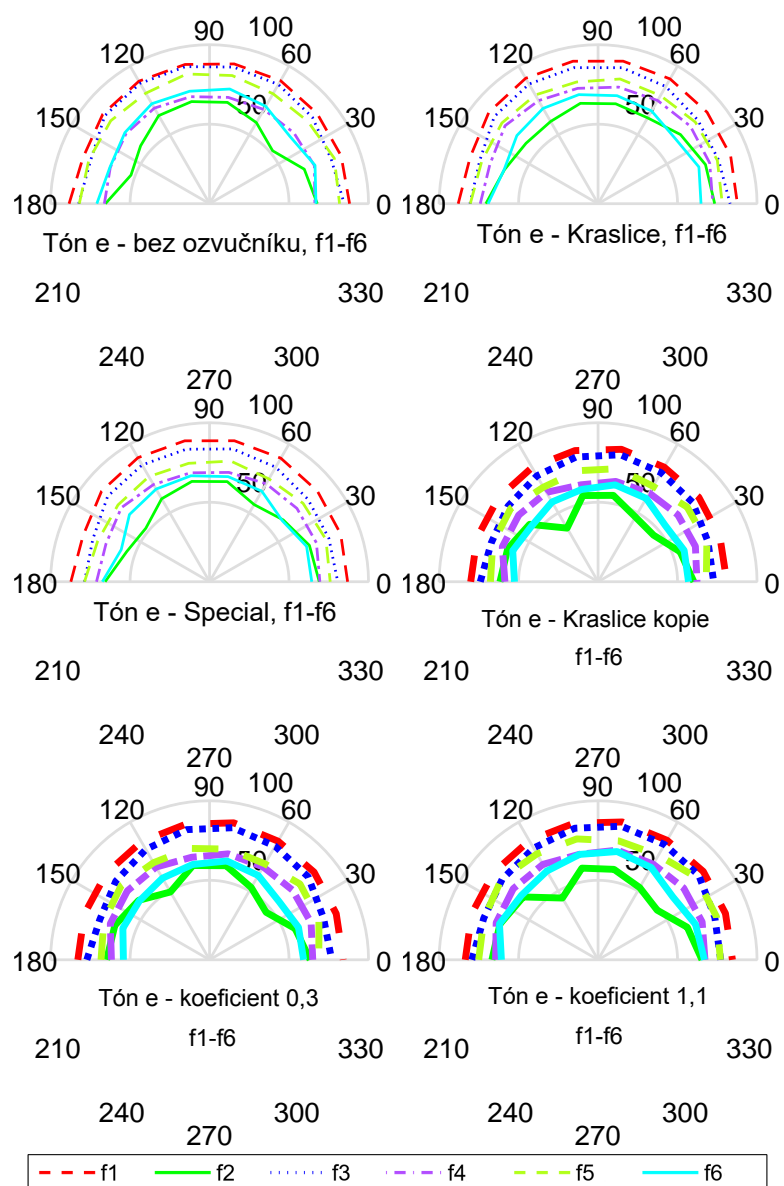 90 100 90 100
120 60 120 60
50 50
150 30 150 30
180 0 180 0
Tón e - bez ozvučníku, f1-f6 Tón e - Kraslice, f1-f6
210 330 210 330
240 300 240 300
270 270
90 100 90 100
120 60 120 60
50 50
150 30 150 30
180 0 180 0
Tón e - Special, f1-f6 Tón e - Kraslice kopie
f1-f6
210 330 210 330
240 300 240 300
270 270
90 100 90 100
120 60 120 60
50 50
150 30 150 30
180 0 180 0
Tón e - koeficient 0,3 Tón e - koeficient 1,1
f1-f6 f1-f6
210 330 210 330
240 300 240 300
270 270
f1 f2 f3 f4 f5 f6